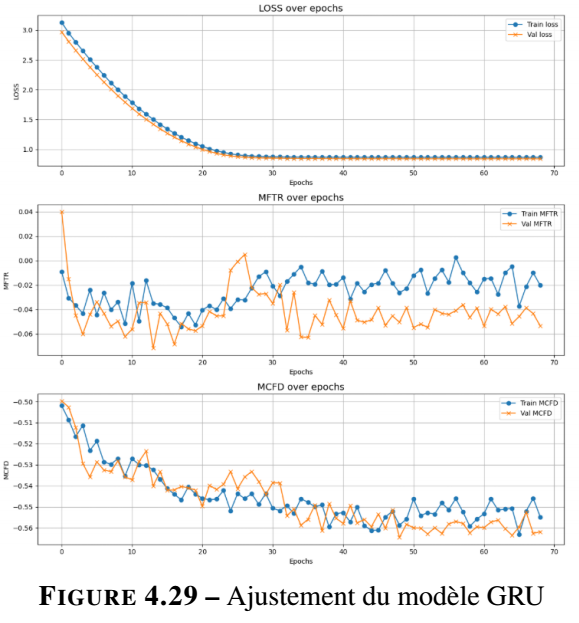 LOSS over epochs
Train loss
Val loss
3.0
2.5
2.0
1.5
1.0
LOSS
0 10 20 30 40 50 60 70
Epochs
MFTR over epochs
Train MFTR
Val MFTR
0.04
0.02
0.00
−0.02
−0.04
−0.06
MFTR
0 10 20 30 40 50 60 70
Epochs
MCFD over epochs
Train MCFD
Val MCFD
−0.50
−0.51
−0.52
−0.53
−0.54
−0.55
−0.56
MCFD
0 10 20 30 40 50 60 70
Epochs
FIGURE 4.29 – Ajustement du modèle GRU